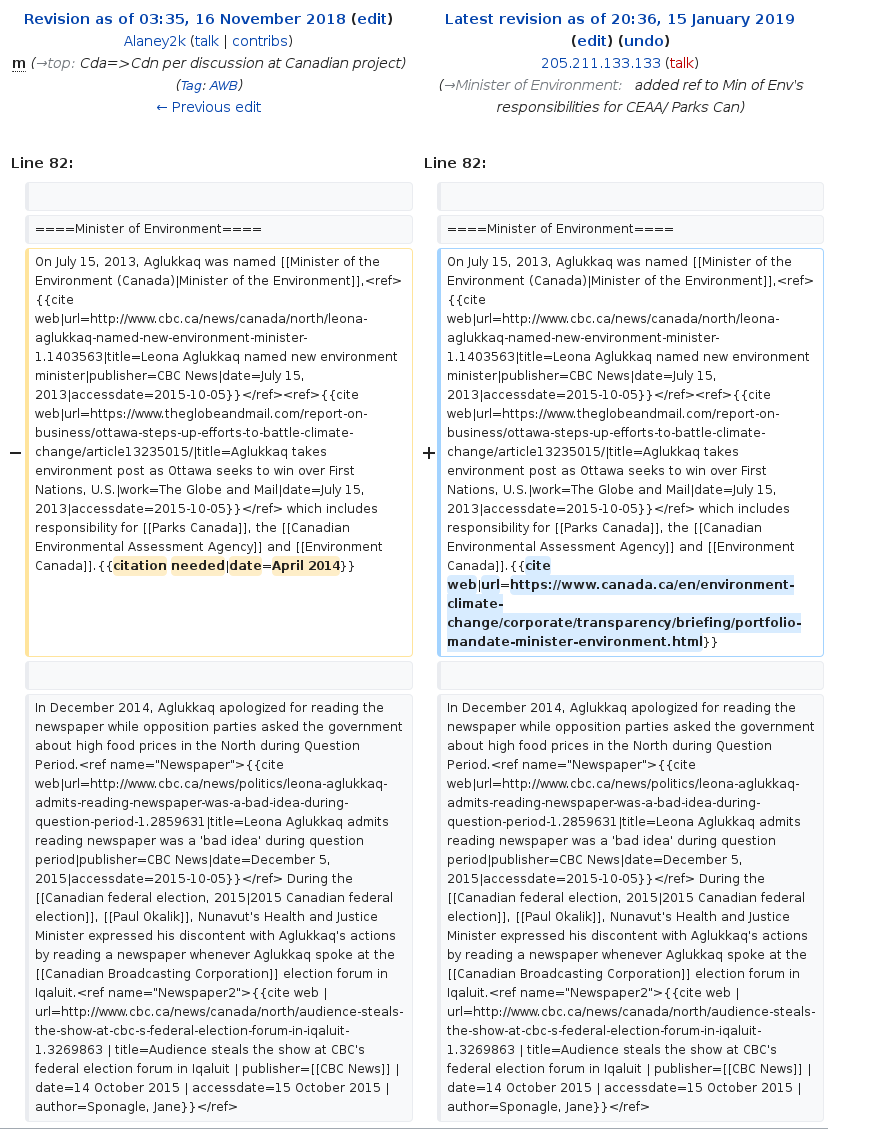 Revision as of 03:35, 16 November 2018 (edit)
Alaney2k (talk | contribs)
m (→top: Cda=>Cdn per discussion at Canadian project)
(Tag: AWB)
← Previous edit
Latest revision as of 20:36, 15 January 2019
(edit) (undo)
205.211.133.133 (talk)
(→Minister of Environment: added ref to Min of Env's
responsibilities for CEAA/ Parks Can)
Line 82:
Line 82:
====Minister of Environment====
====Minister of Environment====
−
On July 15, 2013, Aglukkaq was named [[Minister of the
Environment (Canada)|Minister of the Environment]],<ref>
{{cite
web|url=http://www.cbc.ca/news/canada/north/leona-
aglukkaq-named-new-environment-minister-
1.1403563|title=Leona Aglukkaq named new environment
minister|publisher=CBC News|date=July 15,
2013|accessdate=2015-10-05}}</ref><ref>{{cite
web|url=https://www.theglobeandmail.com/report-on-
business/ottawa-steps-up-efforts-to-battle-climate-
change/article13235015/|title=Aglukkaq takes
environment post as Ottawa seeks to win over First
Nations, U.S.|work=The Globe and Mail|date=July 15,
2013|accessdate=2015-10-05}}</ref> which includes
responsibility for [[Parks Canada]], the [[Canadian
Environmental Assessment Agency]] and [[Environment
Canada]].{{citation needed|date=April 2014}}
+
On July 15, 2013, Aglukkaq was named [[Minister of the
Environment (Canada)|Minister of the Environment]],<ref>
{{cite
web|url=http://www.cbc.ca/news/canada/north/leona-
aglukkaq-named-new-environment-minister-
1.1403563|title=Leona Aglukkaq named new environment
minister|publisher=CBC News|date=July 15,
2013|accessdate=2015-10-05}}</ref><ref>{{cite
web|url=https://www.theglobeandmail.com/report-on-
business/ottawa-steps-up-efforts-to-battle-climate-
change/article13235015/|title=Aglukkaq takes
environment post as Ottawa seeks to win over First
Nations, U.S.|work=The Globe and Mail|date=July 15,
2013|accessdate=2015-10-05}}</ref> which includes
responsibility for [[Parks Canada]], the [[Canadian
Environmental Assessment Agency]] and [[Environment
Canada]].{{cite
web|url=https://www.canada.ca/en/environment-
climate-
change/corporate/transparency/briefing/portfolio-
mandate-minister-environment.html}}
In December 2014, Aglukkaq apologized for reading the
newspaper while opposition parties asked the government
about high food prices in the North during Question
Period.<ref name="Newspaper">{{cite
web|url=http://www.cbc.ca/news/politics/leona-aglukkaq-
admits-reading-newspaper-was-a-bad-idea-during-
question-period-1.2859631|title=Leona Aglukkaq admits
reading newspaper was a 'bad idea' during question
period|publisher=CBC News|date=December 5,
2015|accessdate=2015-10-05}}</ref> During the
[[Canadian federal election, 2015|2015 Canadian federal
election]], [[Paul Okalik]], Nunavut's Health and Justice
Minister expressed his discontent with Aglukkaq's actions
by reading a newspaper whenever Aglukkaq spoke at the
[[Canadian Broadcasting Corporation]] election forum in
Iqaluit.<ref name="Newspaper2">{{cite web |
url=http://www.cbc.ca/news/canada/north/audience-steals-
the-show-at-cbc-s-federal-election-forum-in-iqaluit-
1.3269863 | title=Audience steals the show at CBC's
federal election forum in Iqaluit | publisher=[[CBC News]] |
date=14 October 2015 | accessdate=15 October 2015 |
author=Sponagle, Jane}}</ref>
In December 2014, Aglukkaq apologized for reading the
newspaper while opposition parties asked the government
about high food prices in the North during Question
Period.<ref name="Newspaper">{{cite
web|url=http://www.cbc.ca/news/politics/leona-aglukkaq-
admits-reading-newspaper-was-a-bad-idea-during-
question-period-1.2859631|title=Leona Aglukkaq admits
reading newspaper was a 'bad idea' during question
period|publisher=CBC News|date=December 5,
2015|accessdate=2015-10-05}}</ref> During the
[[Canadian federal election, 2015|2015 Canadian federal
election]], [[Paul Okalik]], Nunavut's Health and Justice
Minister expressed his discontent with Aglukkaq's actions
by reading a newspaper whenever Aglukkaq spoke at the
[[Canadian Broadcasting Corporation]] election forum in
Iqaluit.<ref name="Newspaper2">{{cite web |
url=http://www.cbc.ca/news/canada/north/audience-steals-
the-show-at-cbc-s-federal-election-forum-in-iqaluit-
1.3269863 | title=Audience steals the show at CBC's
federal election forum in Iqaluit | publisher=[[CBC News]] |
date=14 October 2015 | accessdate=15 October 2015 |
author=Sponagle, Jane}}</ref>